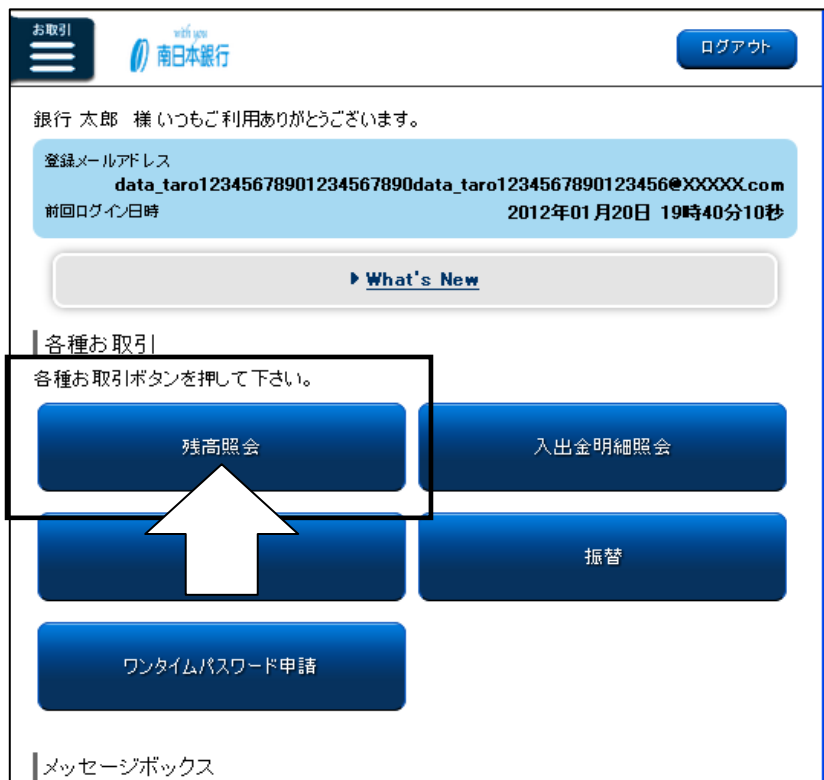 お取引
with you
南日本銀行
ログアウト
銀行 太郎 様 いつもご利用ありがとうございます。
登録メールアドレス
data_taro12345678901234567890data_taro1234567890123456@XXXXX.com
前回ログイン日時 2012年01月20日 19時40分10秒
What's New
各種お取引
各種お取引ボタンを押して下さい。
残高照会 入出金明細照会
振替
ワンタイムパスワード申請
メッセージボックス